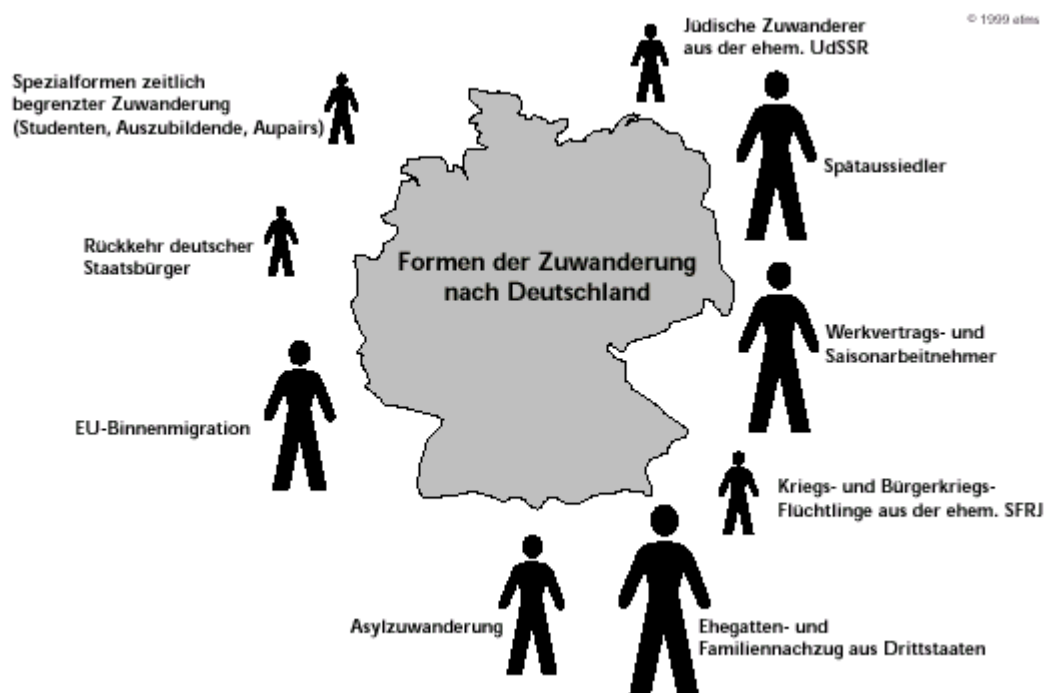 © 1999 efms
Jüdische Zuwanderer
aus der ehem. UdSSR
Spezialformen zeitlich
begrenzter Zuwanderung
(Studenten, Auszubildende, Aupairs)
Spätaussiedler
Rückkehr deutscher
Staatsbürger
Formen der Zuwanderung
nach Deutschland
Werkvertrags- und
Saisonarbeitnehmer
EU-Binnenmigration
Kriegs- und Bürgerkriegs-
Flüchtlinge aus der ehem. SFRJ
Asylzuwanderung
Ehegatten- und
Familiennachzug aus Drittstaaten